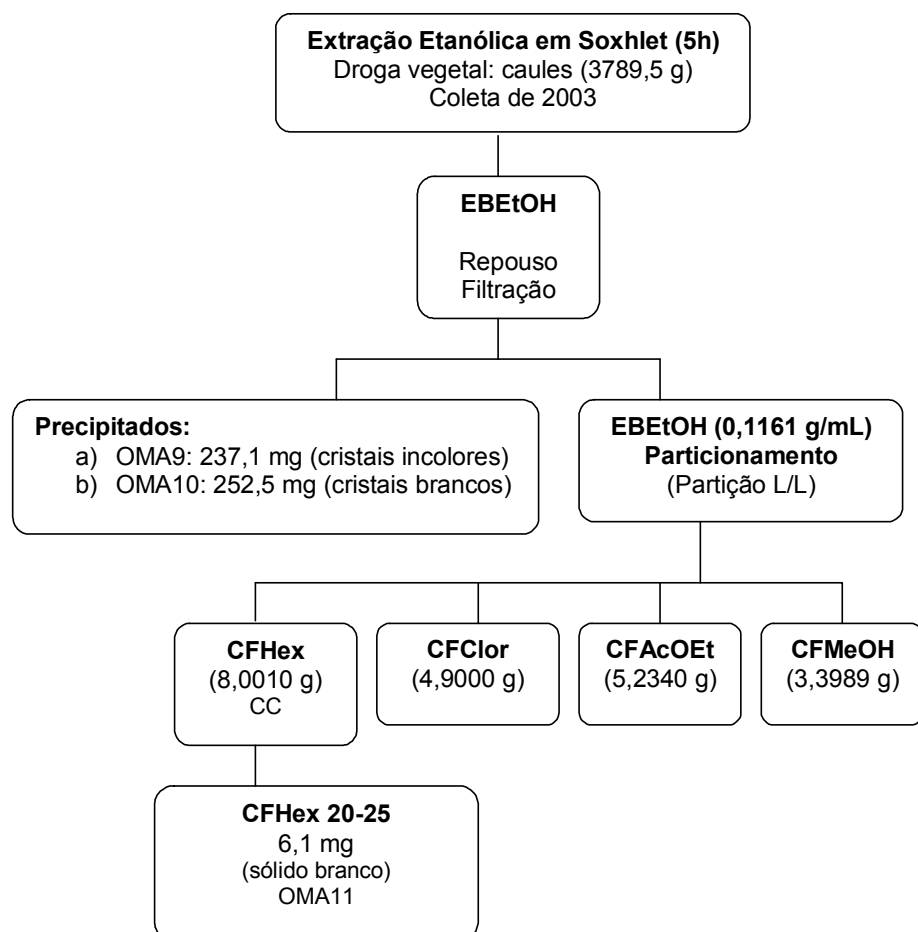 Extração Etanólica em Soxhlet (5h)
Droga vegetal: caules (3789,5 g)
Coleta de 2003
EBEtOH
Repouso
Filtração
Precipitados:
a) OMA9: 237,1 mg (cristais incolores)
b) OMA10: 252,5 mg (cristais brancos)
EBEtOH (0,1161 g/mL)
Particionamento
(Partição L/L)
CFHex
(8,0010 g)
CC
CFClor
(4,9000 g)
CFAcOEt
(5,2340 g)
CFMeOH
(3,3989 g)
CFHex 20-25
6,1 mg
(sólido branco)
OMA11